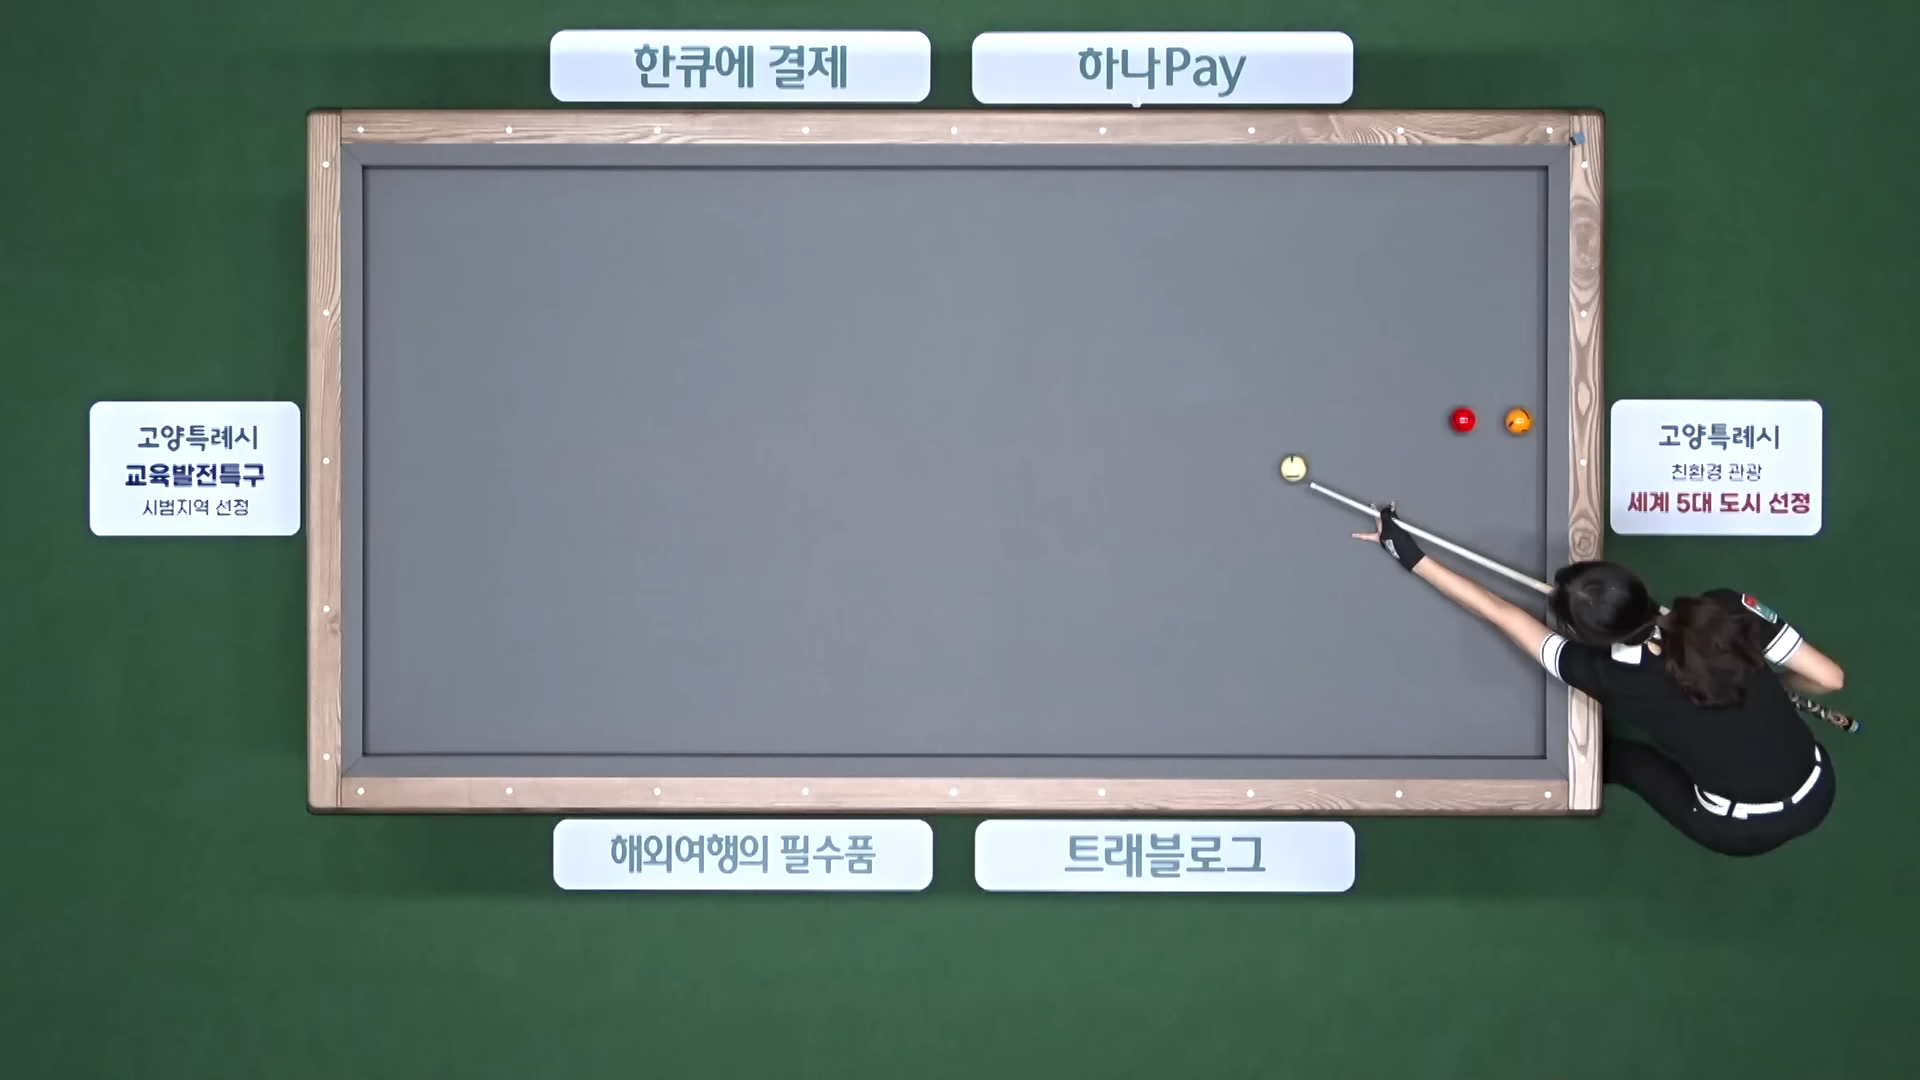 한큐에 결제
하나Pay
고양특례시
교육발전특구
시범지역 선정
고양특례시
친환경 관광
세계 5대 도시 선정
해외여행의 필수품
트래블로그